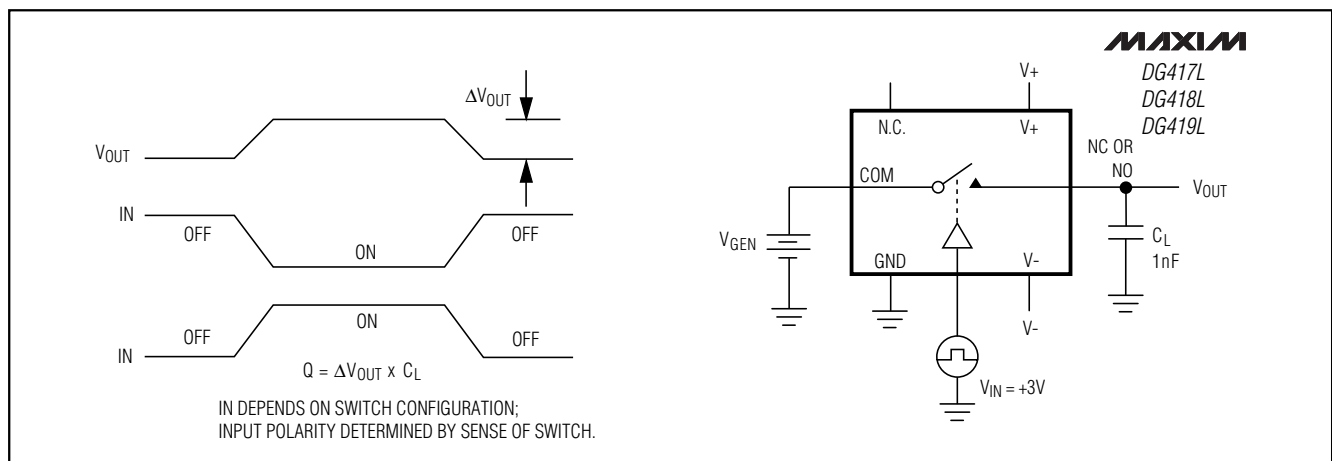 ΔVOUT
VOUT
IN
OFF
ON
OFF
IN
OFF
ON
OFF
Q = ΔVOUT x CL
IN DEPENDS ON SWITCH CONFIGURATION;
INPUT POLARITY DETERMINED BY SENSE OF SWITCH.
MAXIM
DG417L
DG418L
DG419L
V+
N.C.
V+
NC OR
NO
COM
VOUT
VGEN
CL
1nF
GND
V-
V-
VIN = +3V